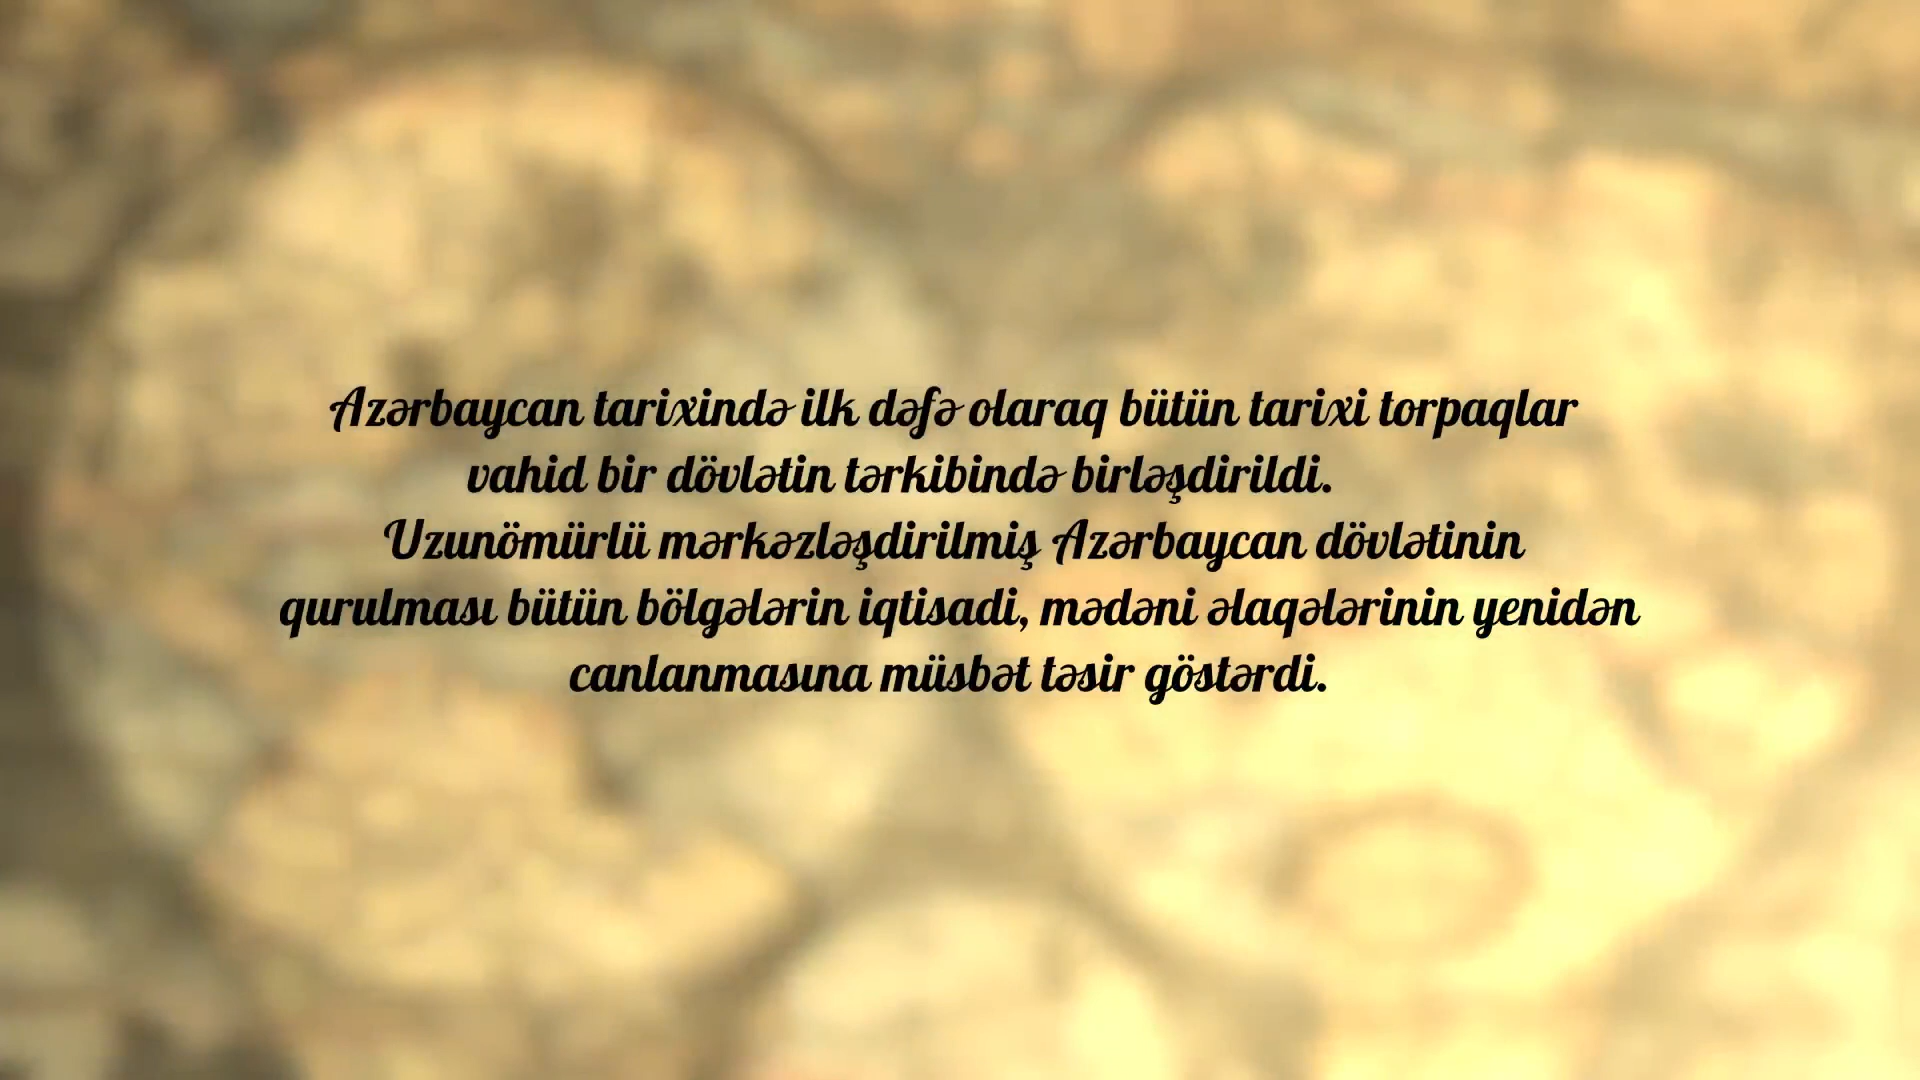 Azərbaycan tarixində ilk dəfə olaraq bütün tarixi torpaqlar
vahid bir dövlətin tərkibində birləşdirildi.
Uzunömürlü mərkəzləşdirilmiş Azərbaycan dövlətinin
qurulması bütün bölgələrin iqtisadi, mədəni əlaqələrinin yenidən
canlanmasına müsbət təsir göstərdi.